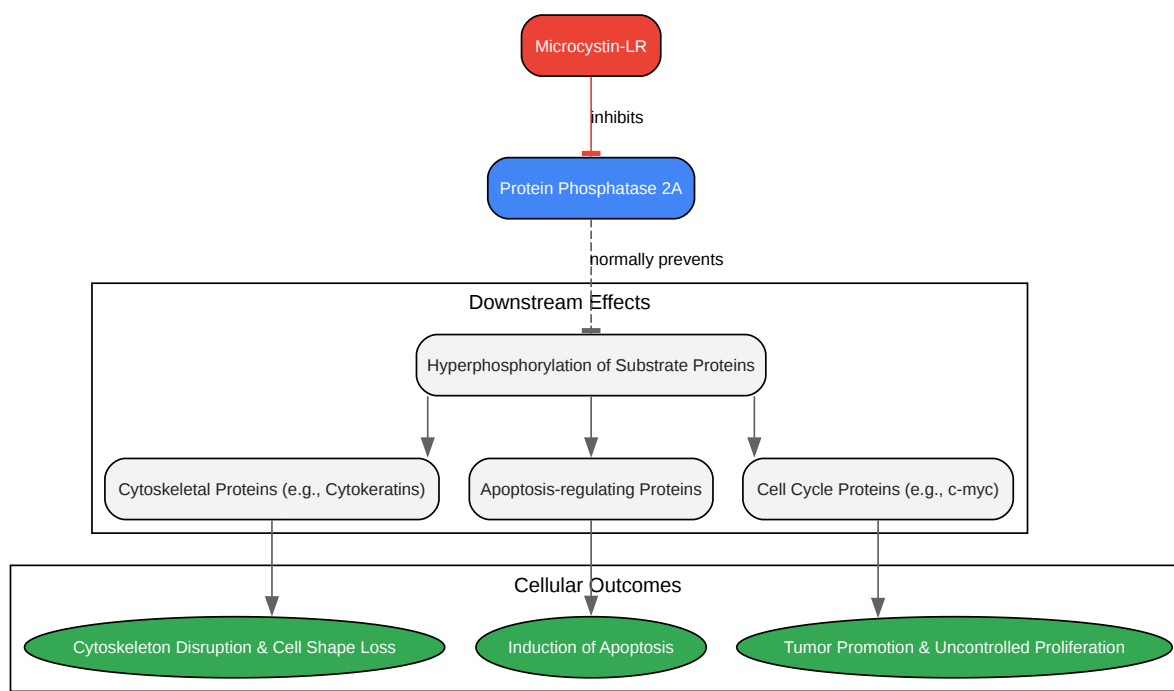 Microcystin-LR
inhibits
Protein Phosphatase 2A
normally prevents
Downstream Effects
Hyperphosphorylation of Substrate Proteins
Cytoskeletal Proteins (e.g., Cytokeratins)
Apoptosis-regulating Proteins
Cell Cycle Proteins (e.g., c-myc)
Cellular Outcomes
Cytoskeleton Disruption & Cell Shape Loss
Induction of Apoptosis
Tumor Promotion & Uncontrolled Proliferation